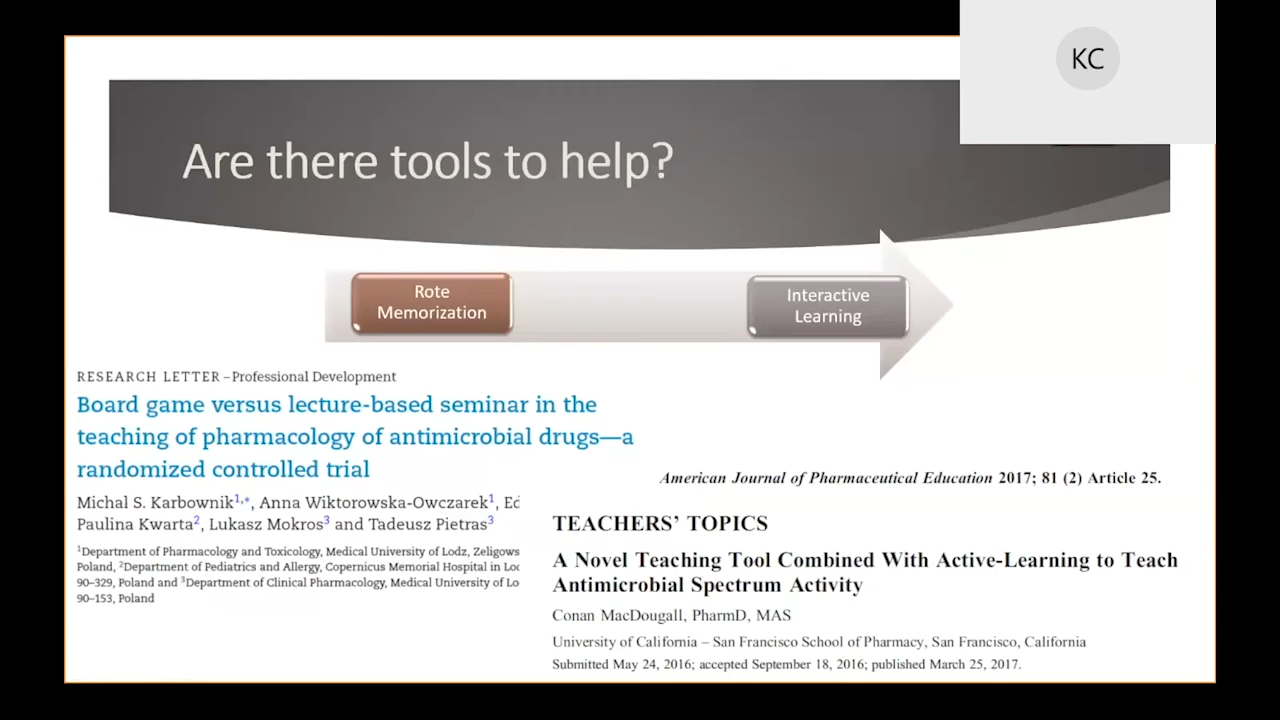 KC
Are there tools to help?
Rote
Memorization
Interactive
Learning
RESEARCH LETTER – Professional Development
Board game versus lecture-based seminar in the
teaching of pharmacology of antimicrobial drugs—a
randomized controlled trial
Michal S. Karbownik1,*, Anna Wiktorowska-Owczarek1, Ed
Paulina Kwarta2, Lukasz Mokros3 and Tadeusz Pietras3
1Department of Pharmacology and Toxicology, Medical University of Lodz, Zeligows
Poland, 2Department of Pediatrics and Allergy, Copernicus Memorial Hospital in Lod
90–329, Poland and 3Department of Clinical Pharmacology, Medical University of Lo
90–153, Poland
American Journal of Pharmaceutical Education 2017; 81 (2) Article 25.
TEACHERS' TOPICS
A Novel Teaching Tool Combined With Active-Learning to Teach
Antimicrobial Spectrum Activity
Conan MacDougall, PharmD, MAS
University of California – San Francisco School of Pharmacy, San Francisco, California
Submitted May 24, 2016; accepted September 18, 2016; published March 25, 2017.